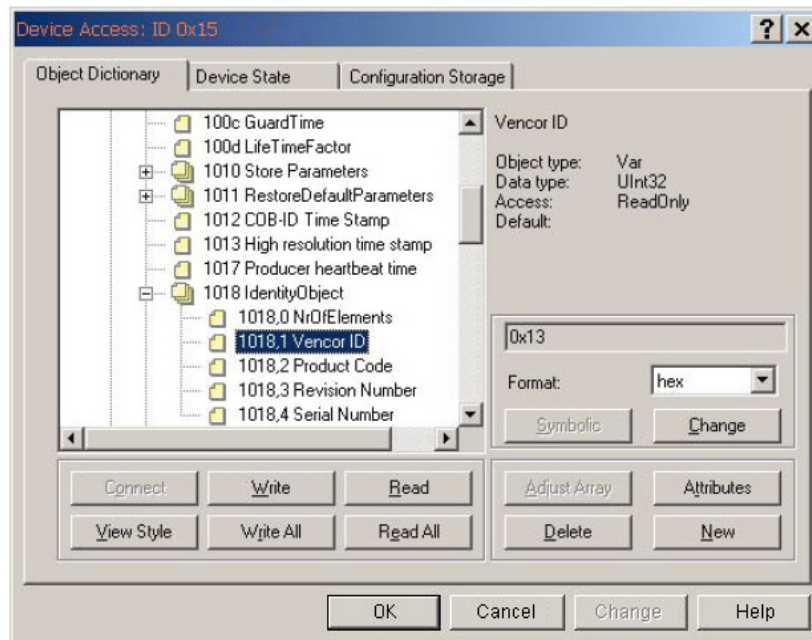 Device Access: ID 0x15
Object Dictionary
Device State
Configuration Storage
100c GuardTime
100d LifeTimeFactor
1010 Store Parameters
1011 RestoreDefaultParameters
1012 COB-ID Time Stamp
1013 High resolution time stamp
1017 Producer heartbeat time
1018 IdentityObject
1018,0 NrOfElements
1018,1 Vencor ID
1018,2 Product Code
1018,3 Revision Number
1018,4 Serial Number
Vencor ID
Object type: Var
Data type: UInt32
Access: ReadOnly
Default:
0x13
Format: hex
Symbolic Change
Connect Write Read
View Style Write All Read All
Adjust Array Attributes
Delete New
OK Cancel Change Help